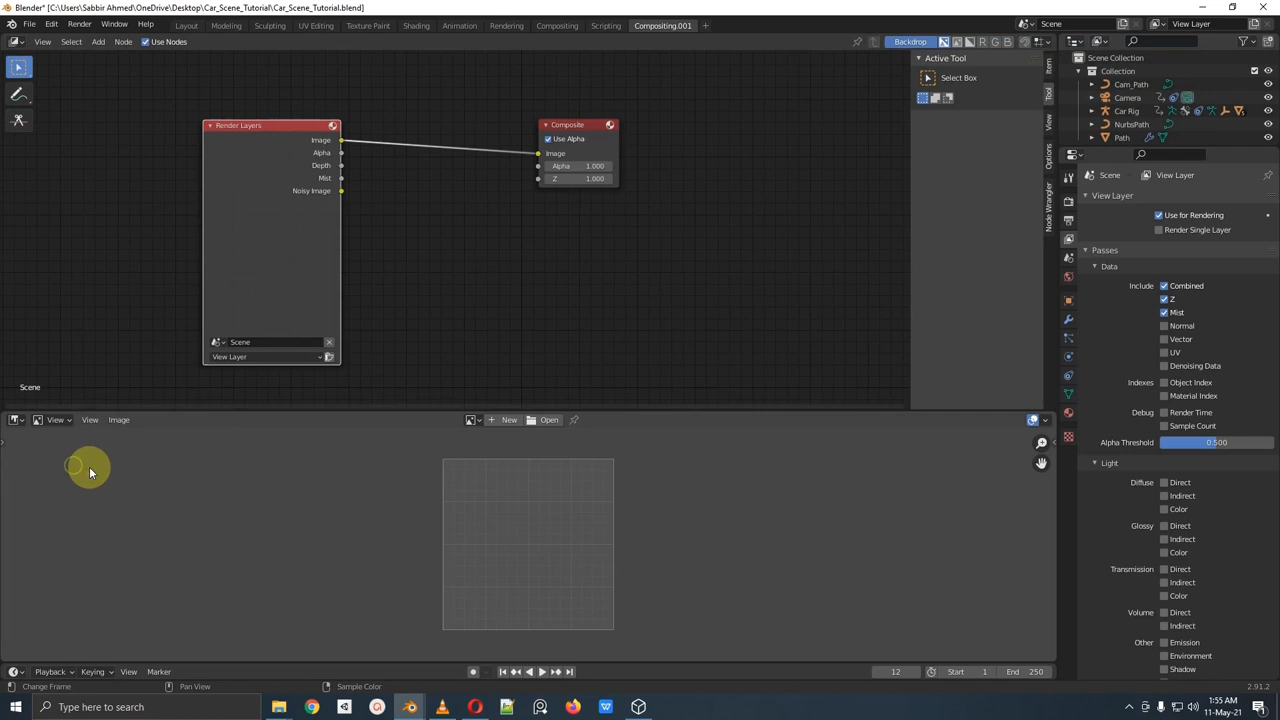 Blender* [C:\Users\Sabbir Ahmed\OneDrive\Desktop\Car_Scene_Tutorial\Car_Scene_Tutorial.blend]
File Edit Render Window Help Layout Modeling Sculpting UV Editing Texture Paint Shading Animation Rendering Compositing Scripting Compositing.001 + Scene View Layer
View Select Add Node Use Nodes Backdrop R G B
Active Tool
Select Box
Item
Tool
View
Options
Node Wrangler
Scene Collection
Collection
Cam_Path
Camera
Car Rig
NurbsPath
Path
Render Layers
Image
Alpha
Depth
Mist
Noisy Image
Scene
View Layer
Composite
Use Alpha
Image
Alpha 1.000
Z 1.000
Scene
Scene View Layer
View Layer
Use for Rendering
Render Single Layer
Passes
Data
Include Combined
Z
Mist
Normal
Vector
UV
Denoising Data
Indexes Object Index
Material Index
Debug Render Time
Sample Count
Alpha Threshold 0.500
Light
Diffuse Direct
Indirect
Color
Glossy Direct
Indirect
Color
Transmission Direct
Indirect
Color
Volume Direct
Indirect
Other Emission
Environment
Shadow
View View Image + New Open
Playback Keying View Marker 12 Start 1 End 250
Change Frame Pan View Sample Color 2.91.2
Type here to search
1:55 AM
11-May-21